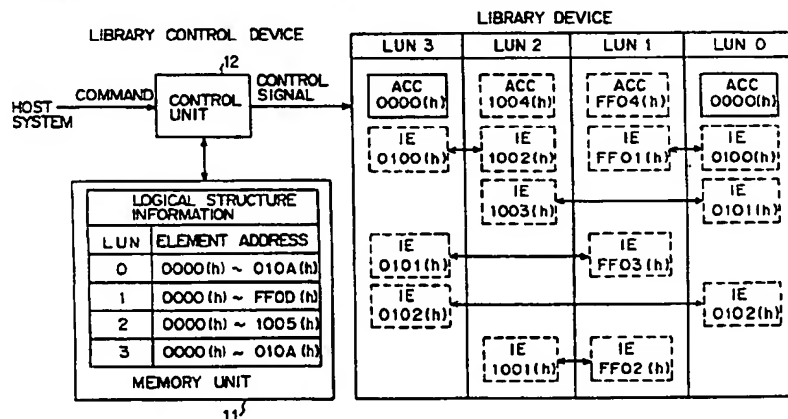 LIBRARY CONTROL DEVICE
12
HOST SYSTEM
COMMAND
CONTROL UNIT
CONTROL SIGNAL
LOGICAL STRUCTURE INFORMATION
LUN ELEMENT ADDRESS
0 0000(h) ~ 010A(h)
1 0000(h) ~ FF0D(h)
2 0000(h) ~ 1005(h)
3 0000(h) ~ 010A(h)
MEMORY UNIT
11
LIBRARY DEVICE
LUN 3 LUN 2 LUN 1 LUN 0
ACC ACC ACC ACC
0000(h) 1004(h) FF04(h) 0000(h)
IE IE IE IE
0100(h) 1002(h) FF01(h) 0100(h)
IE IE
1003(h) 0101(h)
IE IE
0101(h) FF03(h)
IE IE
0102(h) 0102(h)
IE IE
1001(h) FF02(h)